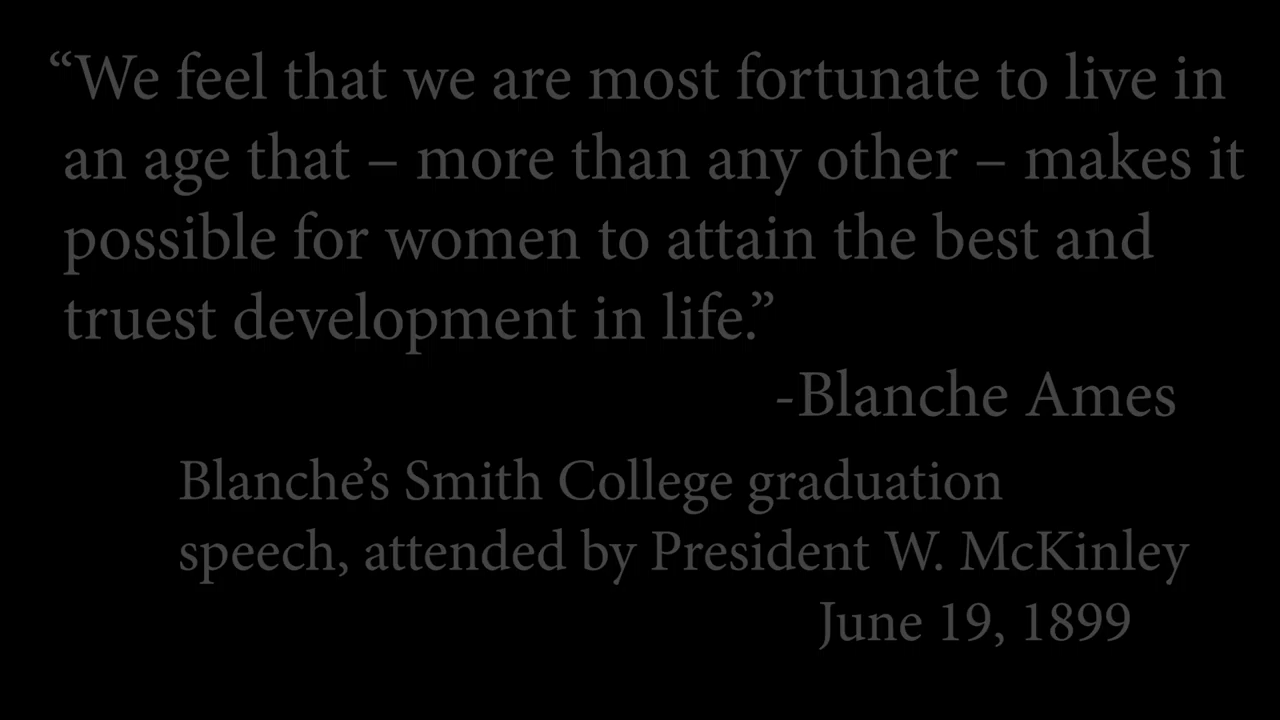 “We feel that we are most fortunate to live in
an age that – more than any other – makes it
possible for women to attain the best and
truest development in life.”
-Blanche Ames
Blanche’s Smith College graduation
speech, attended by President W. McKinley
June 19, 1899